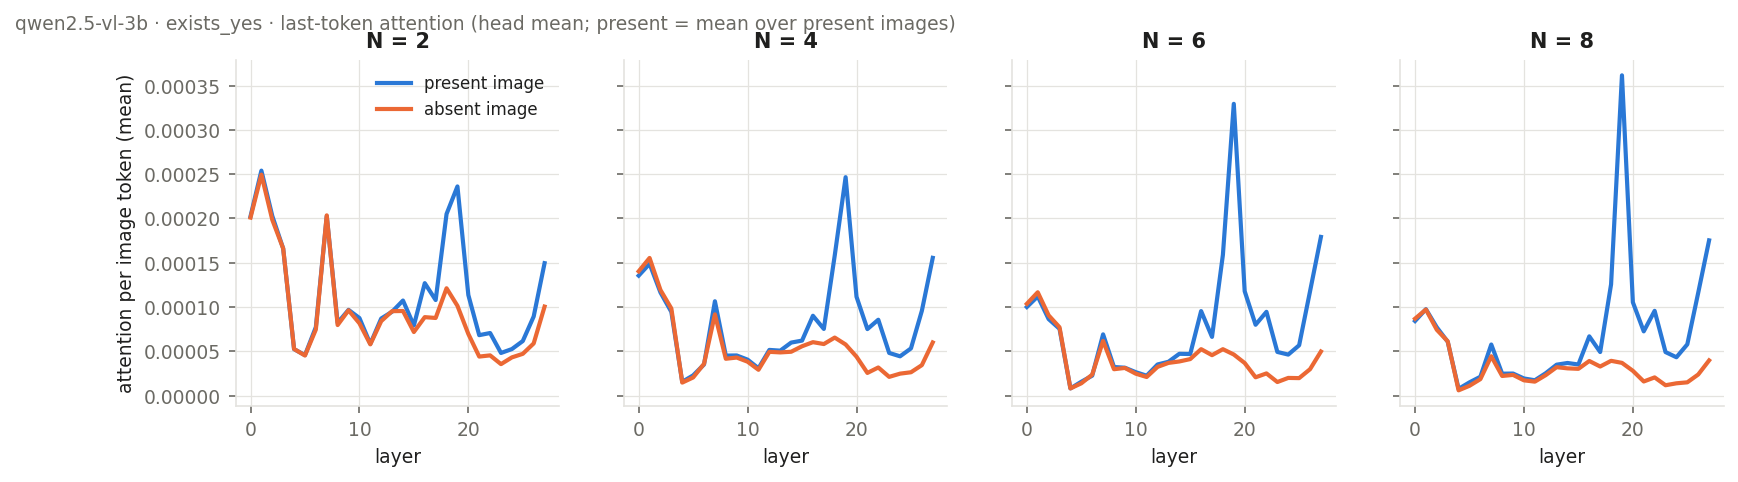 qwen2.5-vl-3b · exists_yes · last-token attention (head mean; present = mean over present images)
N = 2
N = 4
N = 6
N = 8
attention per image token (mean)
0.00035
0.00030
0.00025
0.00020
0.00015
0.00010
0.00005
0.00000
present image
absent image
0 10 20
0 10 20
0 10 20
0 10 20
layer
layer
layer
layer